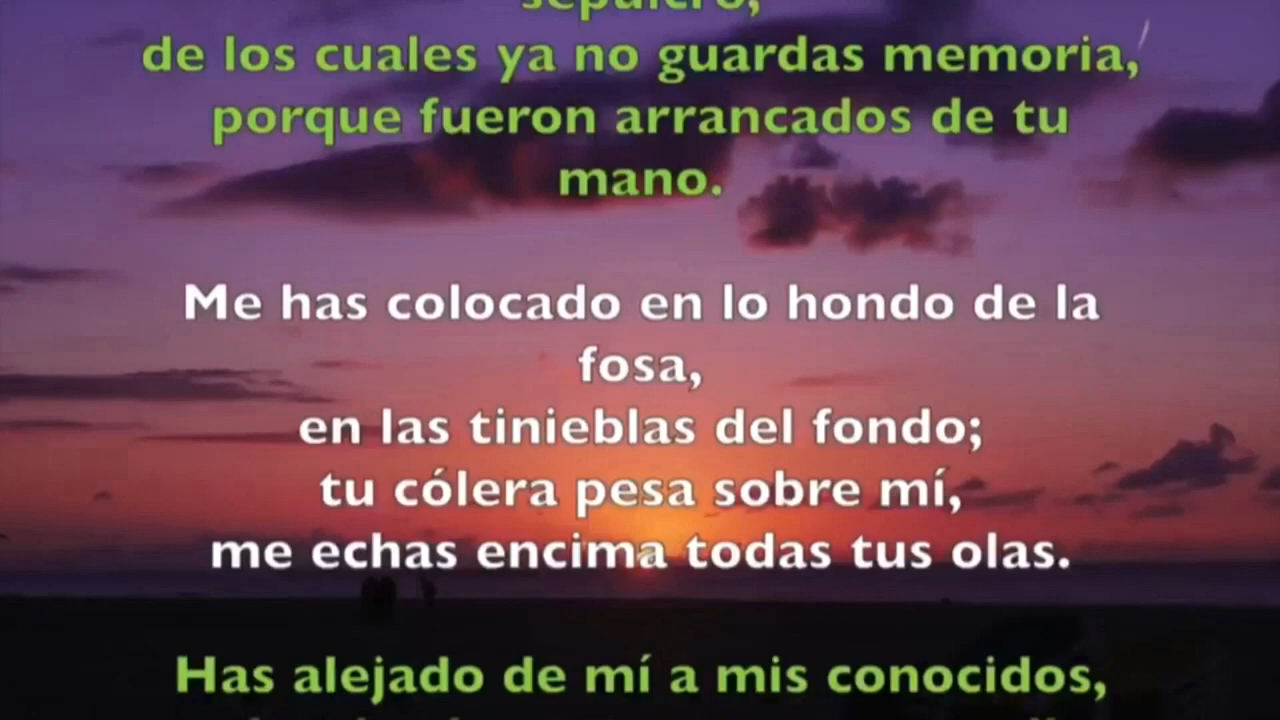 sepulcro,
de los cuales ya no guardas memoria,
porque fueron arrancados de tu
mano.
Me has colocado en lo hondo de la
fosa,
en las tinieblas del fondo;
tu cólera pesa sobre mí,
me echas encima todas tus olas.
Has alejado de mí a mis conocidos,